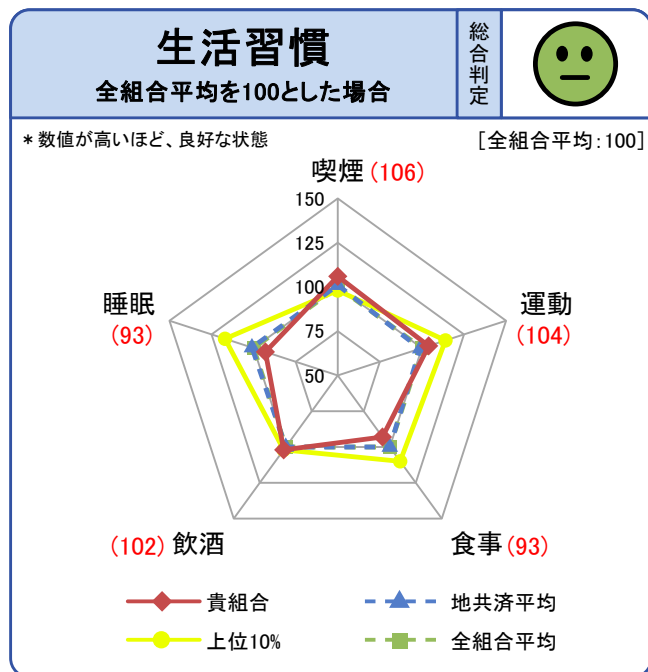 生活習慣
全組合平均を100とした場合
総合判定
＊数値が高いほど、良好な状態
［全組合平均：100］
喫煙(106)
150
125
100
75
50
睡眠
(93)
運動
(104)
(102)飲酒
食事(93)
貴組合
地共済平均
上位10%
全組合平均